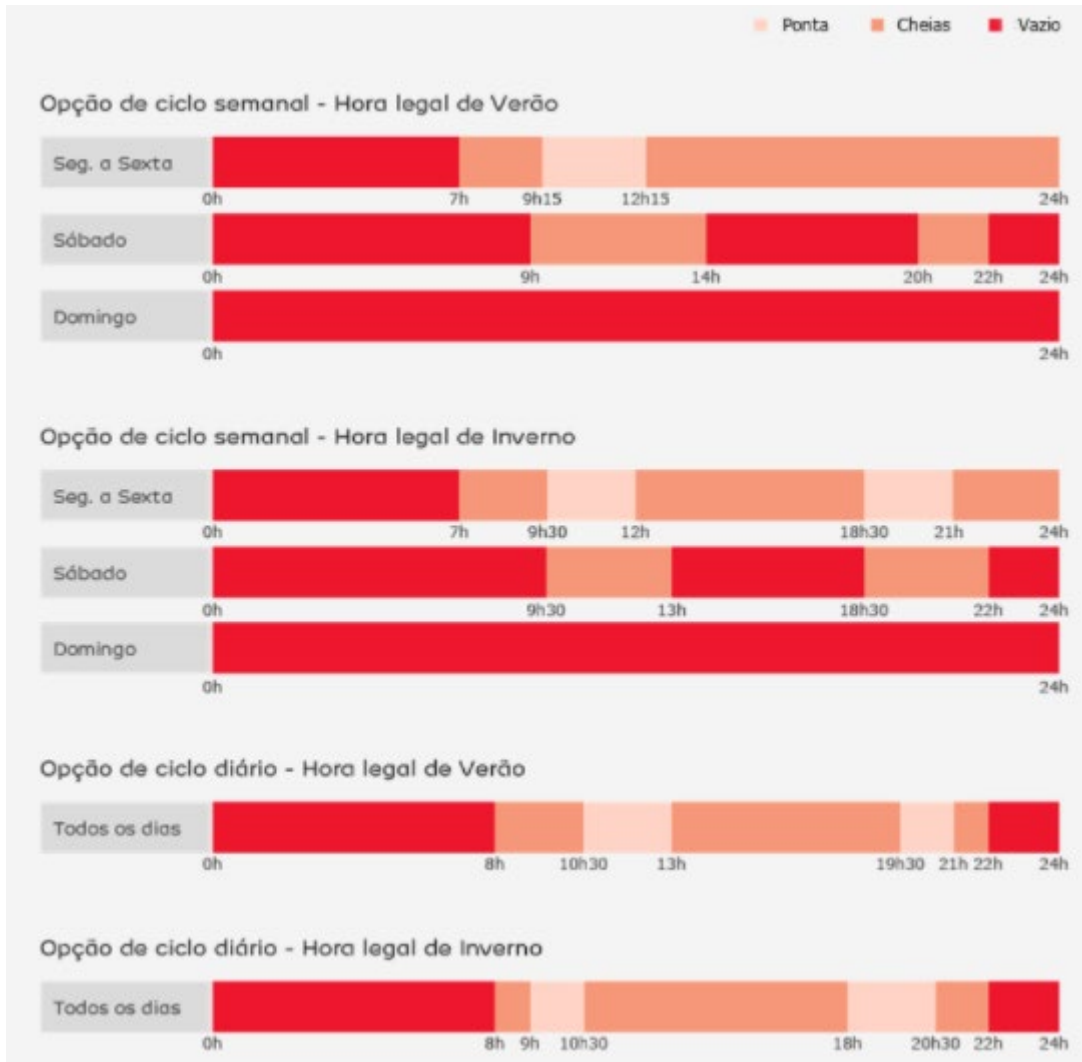 Ponta Cheias Vazio
Opção de ciclo semanal - Hora legal de Verão
Seg. a Sexta
0h 7h 9h15 12h15 24h
Sábado
0h 9h 14h 20h 22h 24h
Domingo
0h 24h
Opção de ciclo semanal - Hora legal de Inverno
Seg. a Sexta
0h 7h 9h30 12h 18h30 21h 24h
Sábado
0h 9h30 13h 18h30 22h 24h
Domingo
0h 24h
Opção de ciclo diário - Hora legal de Verão
Todos os dias
0h 8h 10h30 13h 19h30 21h 22h 24h
Opção de ciclo diário - Hora legal de Inverno
Todos os dias
0h 8h 9h 10h30 18h 20h30 22h 24h